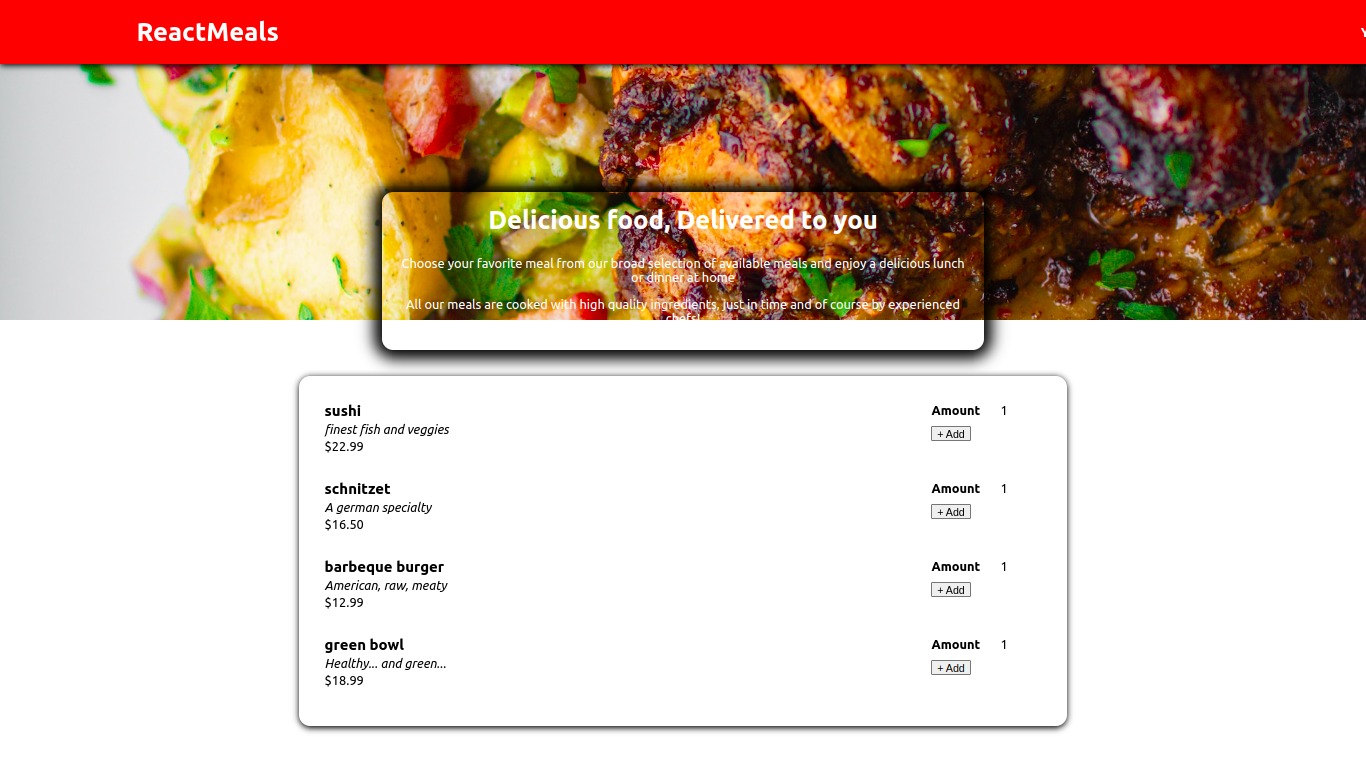 ReactMeals
Delicious food, Delivered to you
Choose your favorite meal from our broad selection of available meals and enjoy a delicious lunch
or dinner at home
All our meals are cooked with high quality ingredients, just in time and of course by experienced
chefs!
sushi
finest fish and veggies
$22.99
Amount 1
+ Add
schnitzet
A german specialty
$16.50
Amount 1
+ Add
barbeque burger
American, raw, meaty
$12.99
Amount 1
+ Add
green bowl
Healthy... and green...
$18.99
Amount 1
+ Add